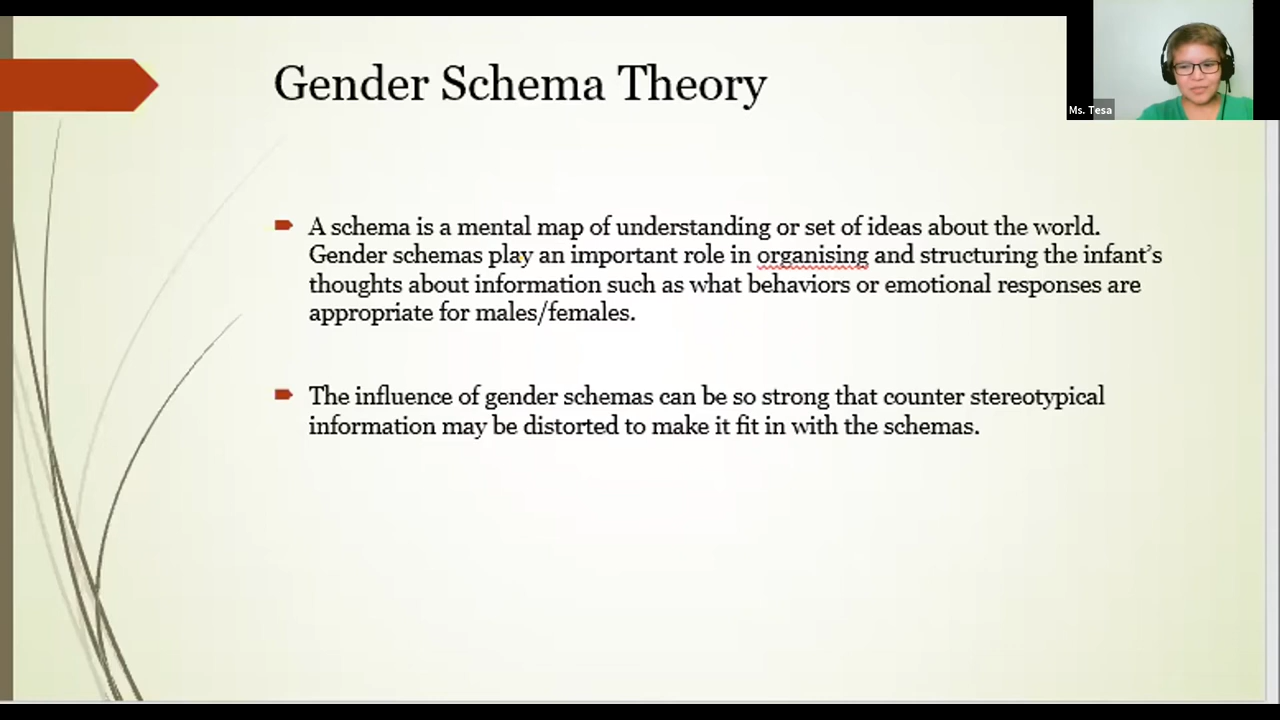 Gender Schema Theory
Ms. Tesa
A schema is a mental map of understanding or set of ideas about the world.
Gender schemas play an important role in organising and structuring the infant’s
thoughts about information such as what behaviors or emotional responses are
appropriate for males/females.
The influence of gender schemas can be so strong that counter stereotypical
information may be distorted to make it fit in with the schemas.